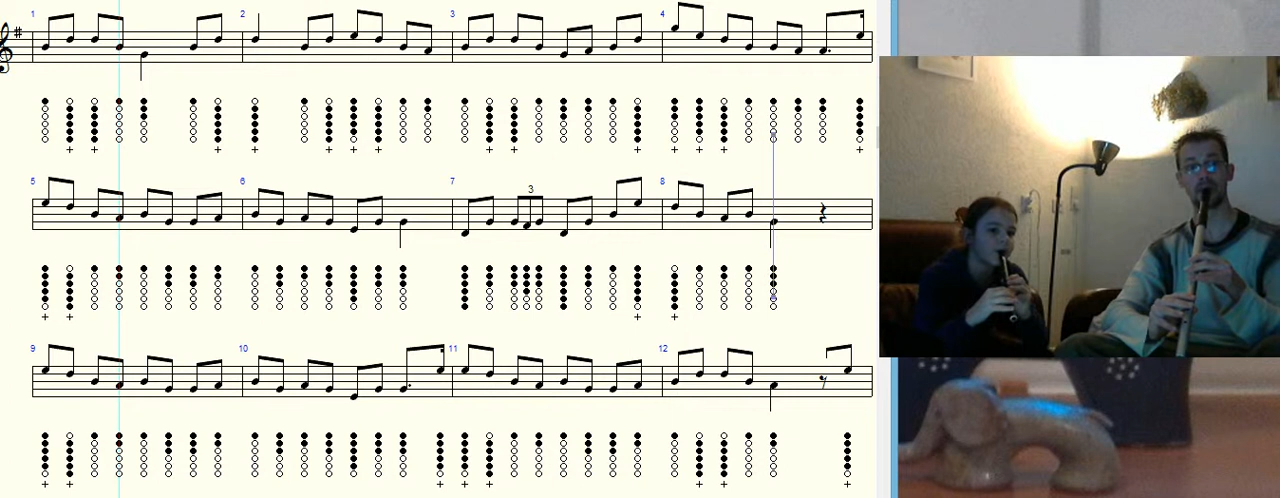 1 2 3 4
+ + + + + + + + + + + + +
5 6 7 3 8
+ + + +
9 10 11 12
+ + + + + + + +